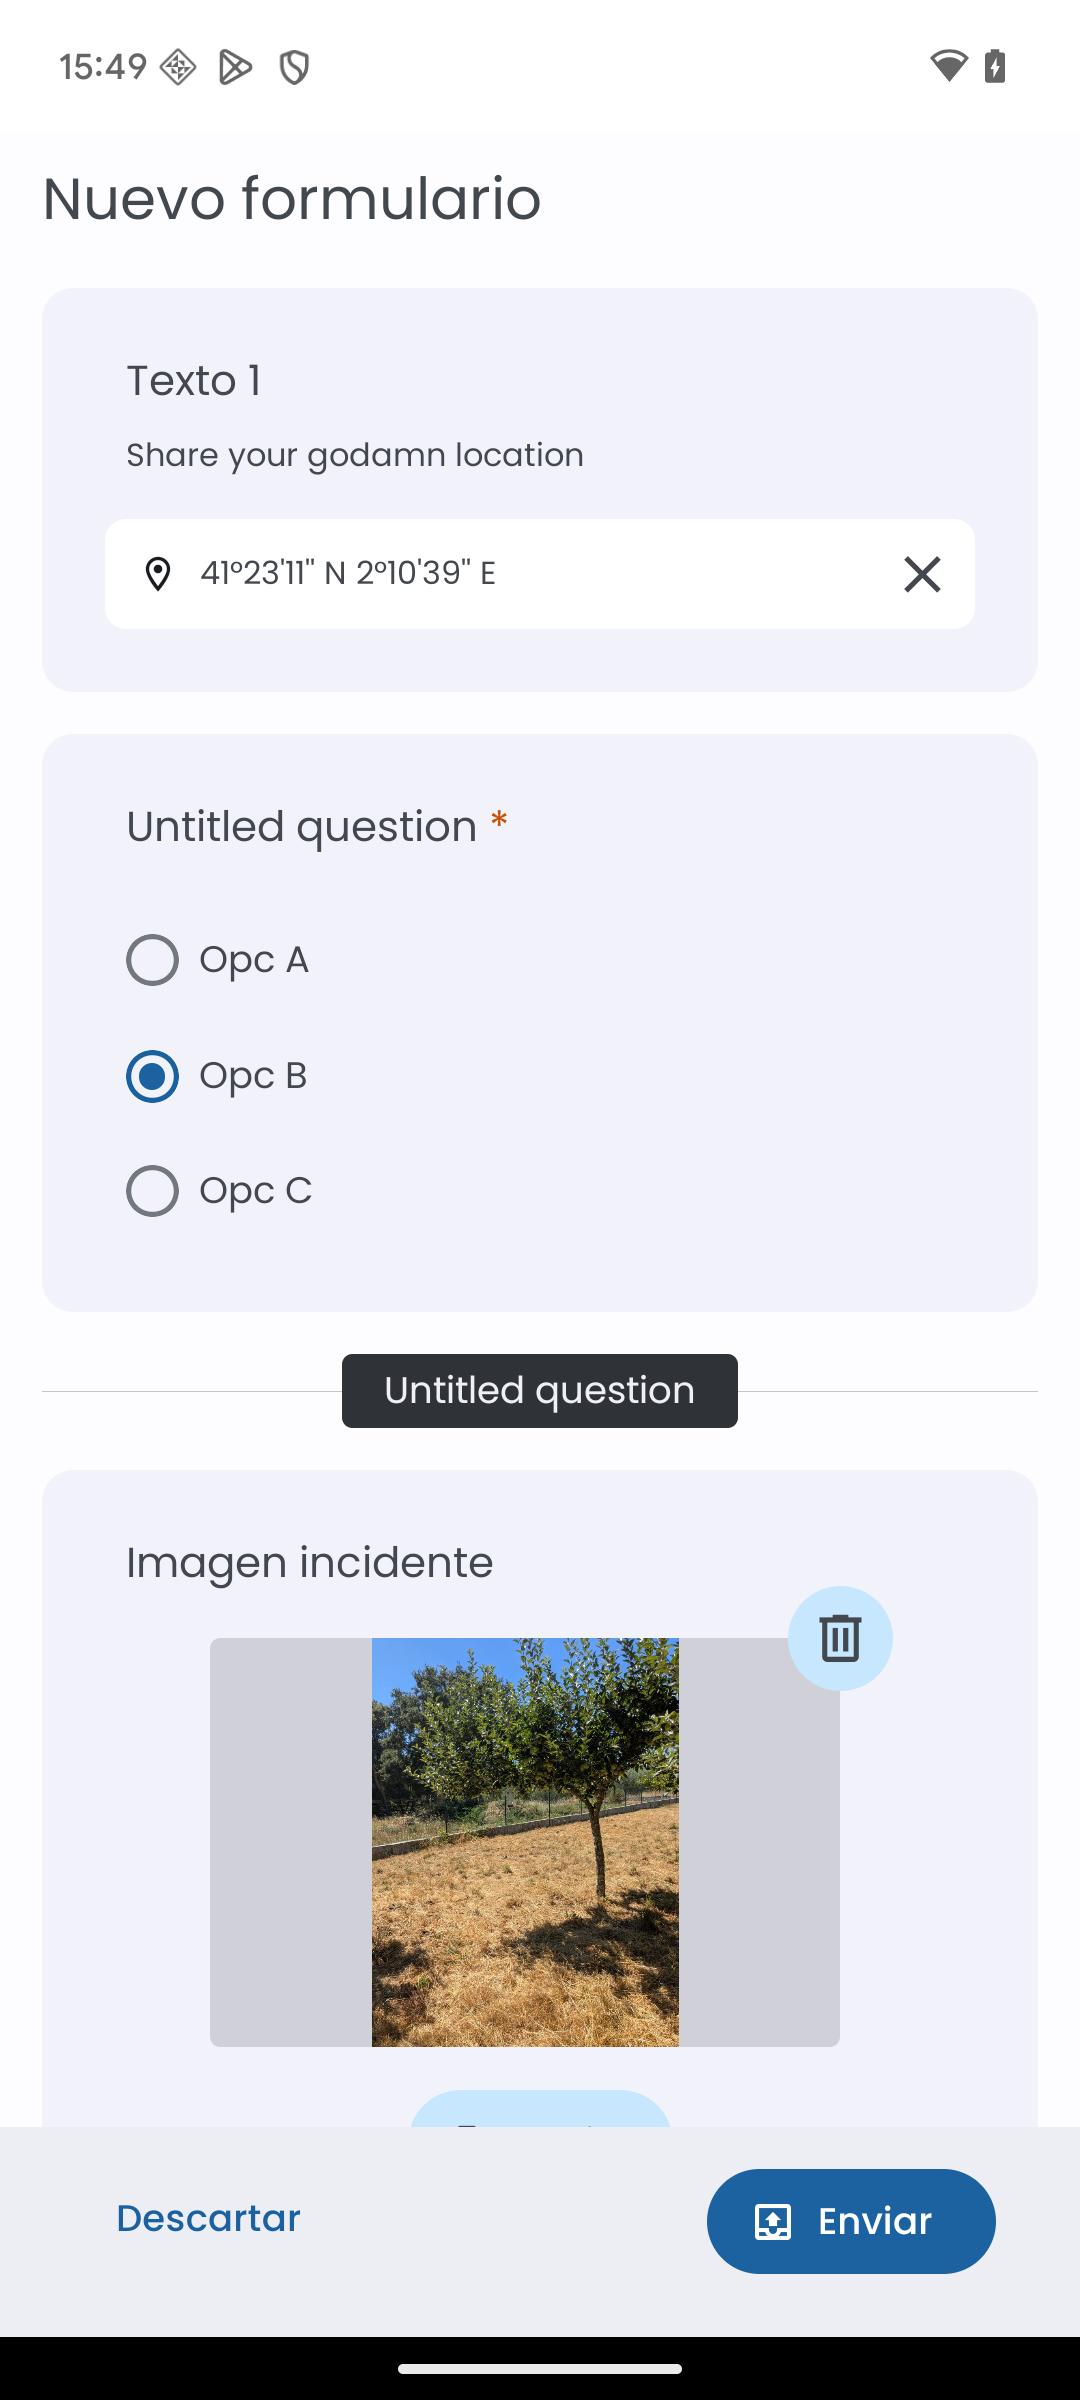 15:49
Nuevo formulario
Texto 1
Share your godamn location
41°23'11" N 2°10'39" E
Untitled question *
Opc A
Opc B
Opc C
Untitled question
Imagen incidente
Descartar
Enviar